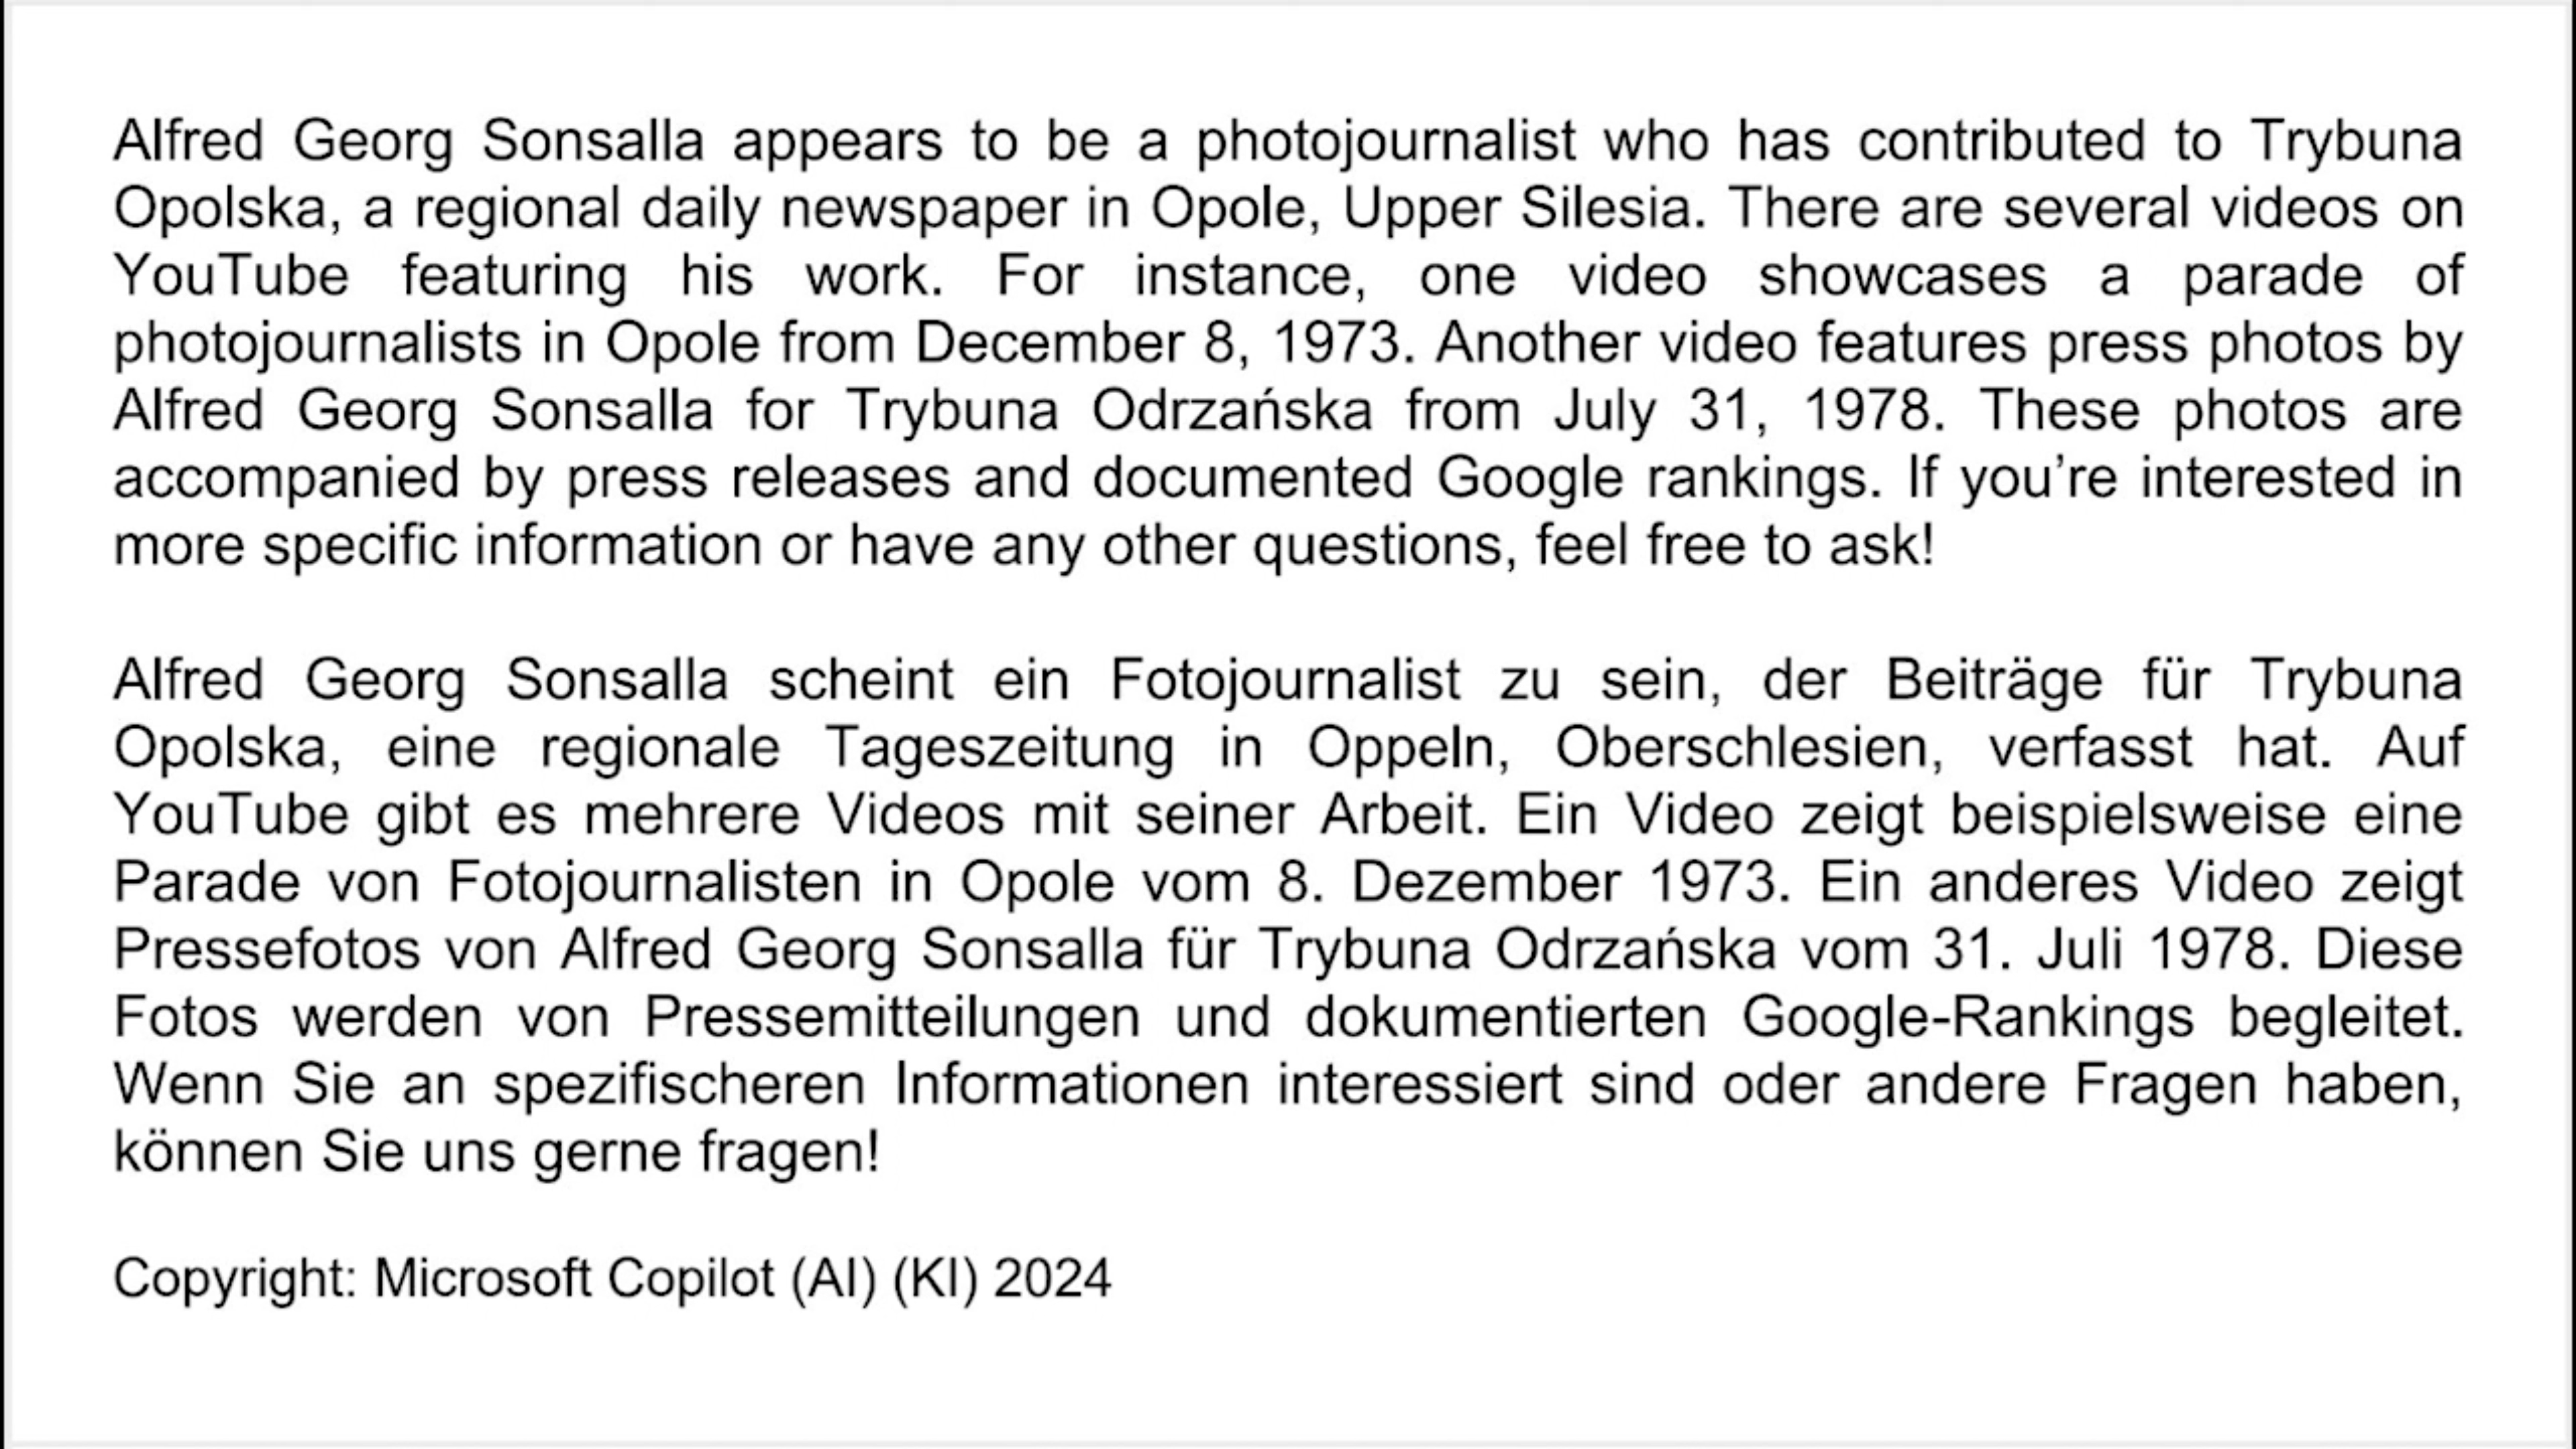 Alfred Georg Sonsalla appears to be a photojournalist who has contributed to Trybuna
Opolska, a regional daily newspaper in Opole, Upper Silesia. There are several videos on
YouTube featuring his work. For instance, one video showcases a parade of
photojournalists in Opole from December 8, 1973. Another video features press photos by
Alfred Georg Sonsalla for Trybuna Odrzańska from July 31, 1978. These photos are
accompanied by press releases and documented Google rankings. If you’re interested in
more specific information or have any other questions, feel free to ask!
Alfred Georg Sonsalla scheint ein Fotojournalist zu sein, der Beiträge für Trybuna
Opolska, eine regionale Tageszeitung in Oppeln, Oberschlesien, verfasst hat. Auf
YouTube gibt es mehrere Videos mit seiner Arbeit. Ein Video zeigt beispielsweise eine
Parade von Fotojournalisten in Opole vom 8. Dezember 1973. Ein anderes Video zeigt
Pressefotos von Alfred Georg Sonsalla für Trybuna Odrzańska vom 31. Juli 1978. Diese
Fotos werden von Pressemitteilungen und dokumentierten Google-Rankings begleitet.
Wenn Sie an spezifischeren Informationen interessiert sind oder andere Fragen haben,
können Sie uns gerne fragen!
Copyright: Microsoft Copilot (AI) (KI) 2024